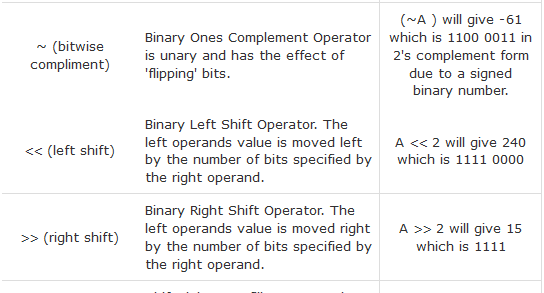 ~ (bitwise
compliment)
Binary Ones Complement Operator
is unary and has the effect of
'flipping' bits.
(~A ) will give -61
which is 1100 0011 in
2's complement form
due to a signed
binary number.
<< (left shift)
Binary Left Shift Operator. The
left operands value is moved left
by the number of bits specified by
the right operand.
A << 2 will give 240
which is 1111 0000
>> (right shift)
Binary Right Shift Operator. The
left operands value is moved right
by the number of bits specified by
the right operand.
A >> 2 will give 15
which is 1111